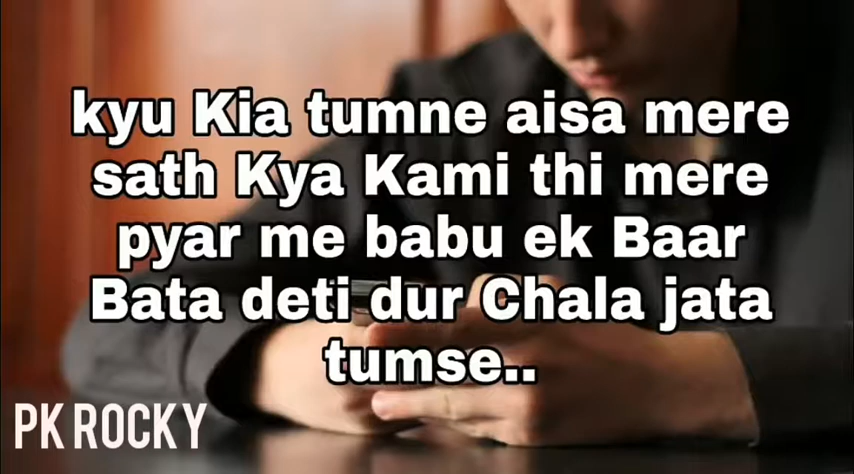 kyu Kia tumne aisa mere
sath Kya Kami thi mere
pyar me babu ek Baar
Bata deti dur Chala jata
tumse..
PK ROCKY